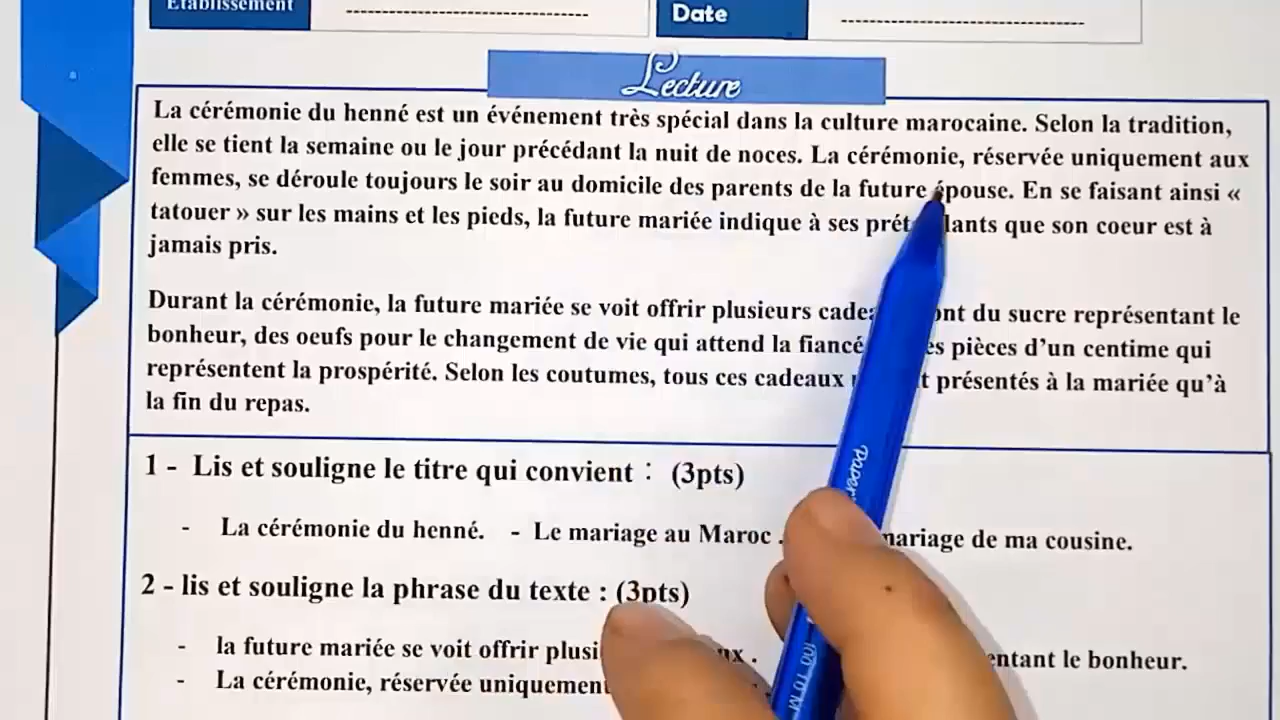 Etablissement
Date
Lecture
La cérémonie du henné est un événement très spécial dans la culture marocaine. Selon la tradition,
elle se tient la semaine ou le jour précédant la nuit de noces. La cérémonie, réservée uniquement aux
femmes, se déroule toujours le soir au domicile des parents de la future épouse. En se faisant ainsi «
tatouer » sur les mains et les pieds, la future mariée indique à ses que son coeur est à
jamais pris.
Durant la cérémonie, la future mariée se voit offrir plusieurs du sucre représentant le
bonheur, des oeufs pour le changement de vie qui attend la pièces d’un centime qui
représentent la prospérité. Selon les coutumes, tous ces cadeaux présentés à la mariée qu’à
la fin du repas.
1 - Lis et souligne le titre qui convient : (3pts)
- La cérémonie du henné. - Le mariage au Maroc . mariage de ma cousine.
2 - lis et souligne la phrase du texte : (3pts)
- la future mariée se voit offrir le bonheur.
- La cérémonie, réservée